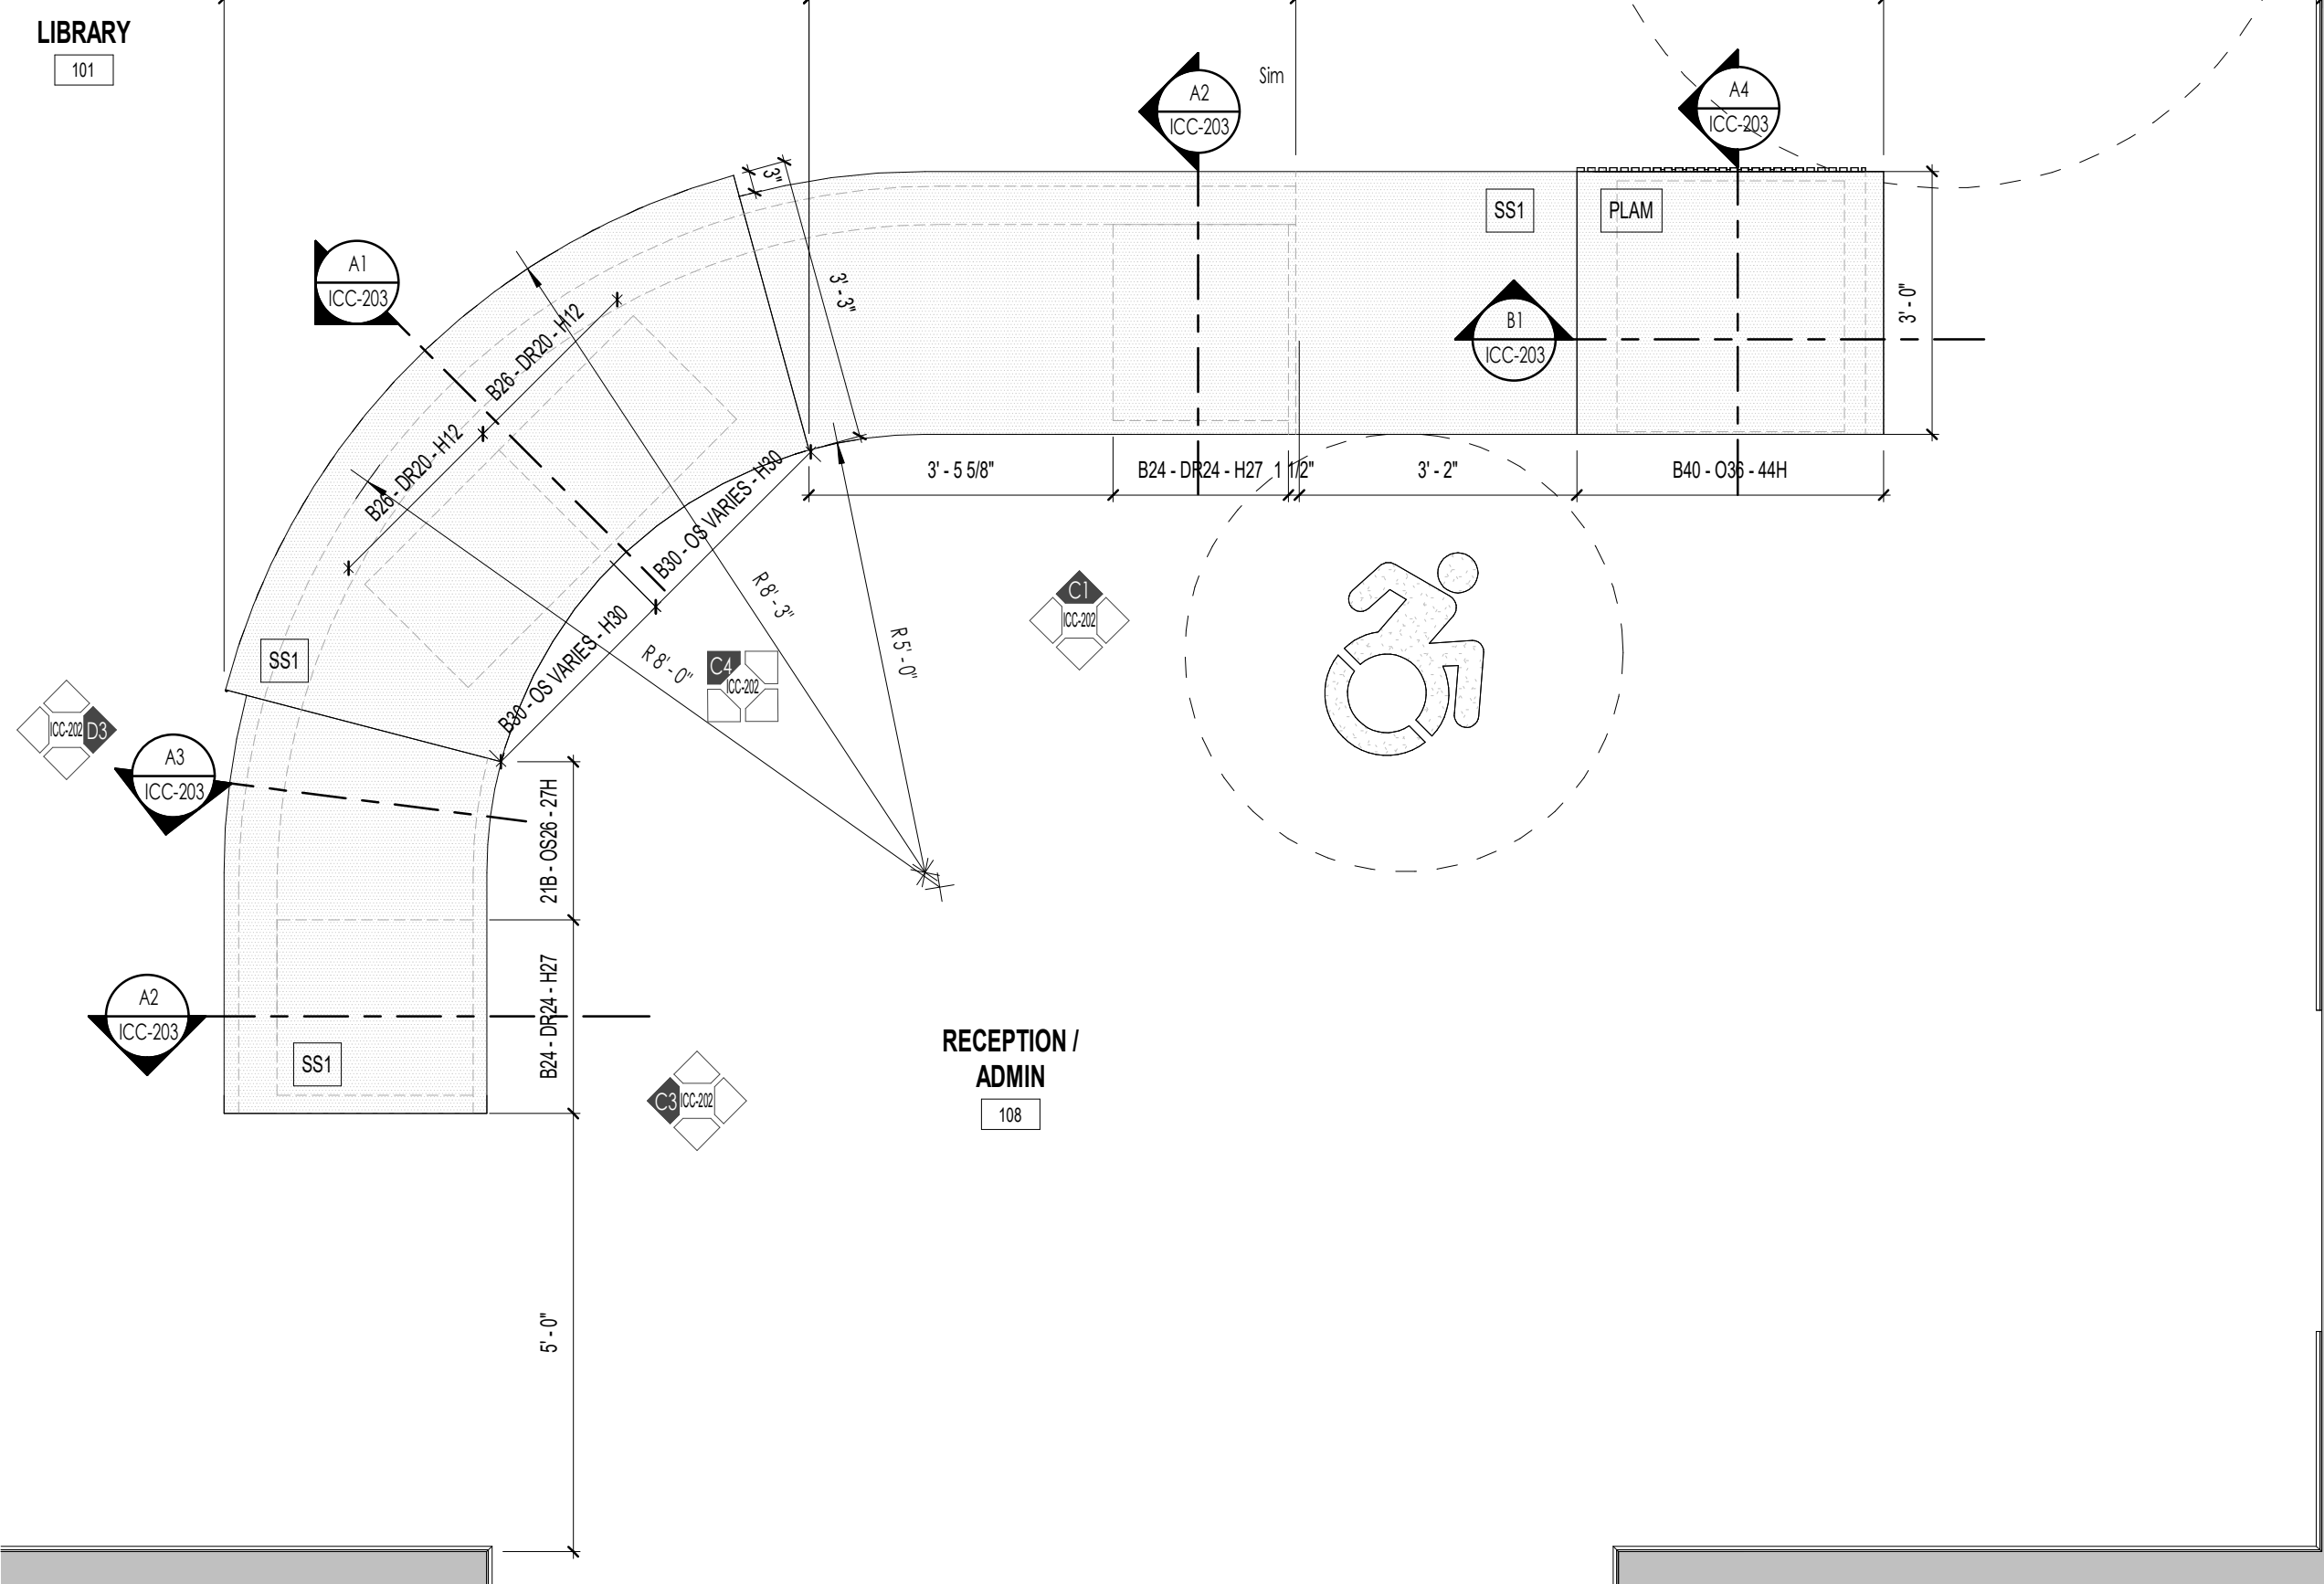 LIBRARY
101
A2
ICC-203
Sim
A4
ICC-203
3"
SS1
PLAM
A1
ICC-203
3' - 3"
3' - 0"
B1
ICC-203
B26 - DR20 - H12
B26 - DR20 - H12
3' - 5 5/8"
B24 - DR24 - H27
1 1/2"
3' - 2"
B40 - O36 - 44H
B30 - OS VARIES - H30
B30 - OS VARIES - H30
R 8' - 3"
R 8' - 0"
R 5' - 0"
C1
ICC-202
C4
ICC-202
SS1
ICC-202
D3
A3
ICC-203
21B - OS26 - 27H
B24 - DR24 - H27
A2
ICC-203
SS1
C3
ICC-202
RECEPTION /
ADMIN
108
5' - 0"